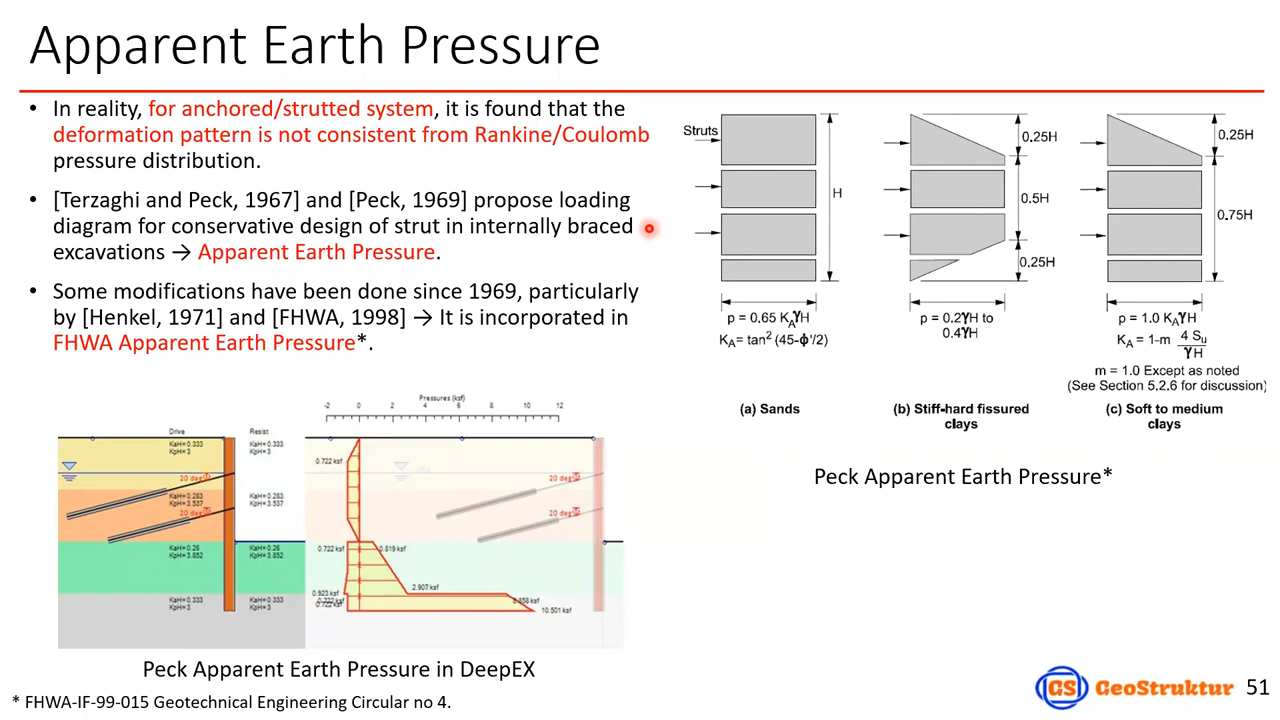 Apparent Earth Pressure
• In reality, for anchored/strutted system, it is found that the
deformation pattern is not consistent from Rankine/Coulomb
pressure distribution.
• [Terzaghi and Peck, 1967] and [Peck, 1969] propose loading
diagram for conservative design of strut in internally braced
excavations → Apparent Earth Pressure.
• Some modifications have been done since 1969, particularly
by [Henkel, 1971] and [FHWA, 1998] → It is incorporated in
FHWA Apparent Earth Pressure*.
Struts
H
0.25H
0.5H
0.25H
0.25H
0.75H
p = 0.65 KAγH
KA= tan² (45-ϕ'/2)
p = 0.2γH to
0.4γH
p = 1.0 KAγH
KA = 1-m 4 Su
γH
m = 1.0 Except as noted
(See Section 5.2.6 for discussion)
(a) Sands
(b) Stiff-hard fissured
clays
(c) Soft to medium
clays
Peck Apparent Earth Pressure*
Pressures (ksf)
-2 0 2 4 6 8 10 12
Drive
KaH= 0.333
KpH= 3
Resist
KaH= 0.333
KpH= 3
20 deg
KaH= 0.283
KpH= 3.537
KaH= 0.283
KpH= 3.537
20 deg
KaH= 0.26
KpH= 3.852
KaH= 0.26
KpH= 3.852
KaH= 0.333
KpH= 3
KaH= 0.333
KpH= 3
0.722 ksf
20 deg
20 deg
0.722 ksf
0.819 ksf
2.907 ksf
0.923 ksf
0.722 ksf
10.501 ksf
Peck Apparent Earth Pressure in DeepEX
* FHWA-IF-99-015 Geotechnical Engineering Circular no 4.
GS GeoStruktur
51